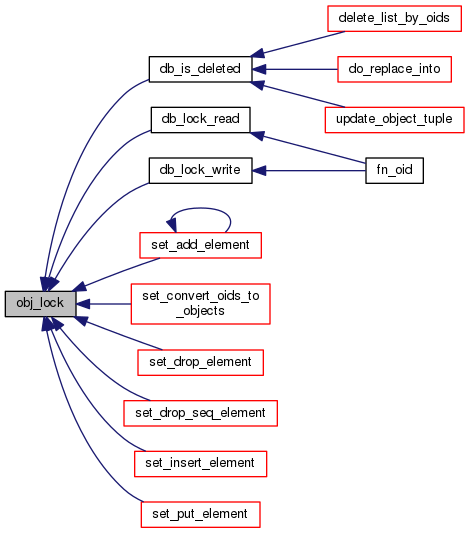 delete_list_by_oids
db_is_deleted
do_replace_into
update_object_tuple
db_lock_read
db_lock_write
fn_oid
set_add_element
obj_lock
set_convert_oids_to
_objects
set_drop_element
set_drop_seq_element
set_insert_element
set_put_element